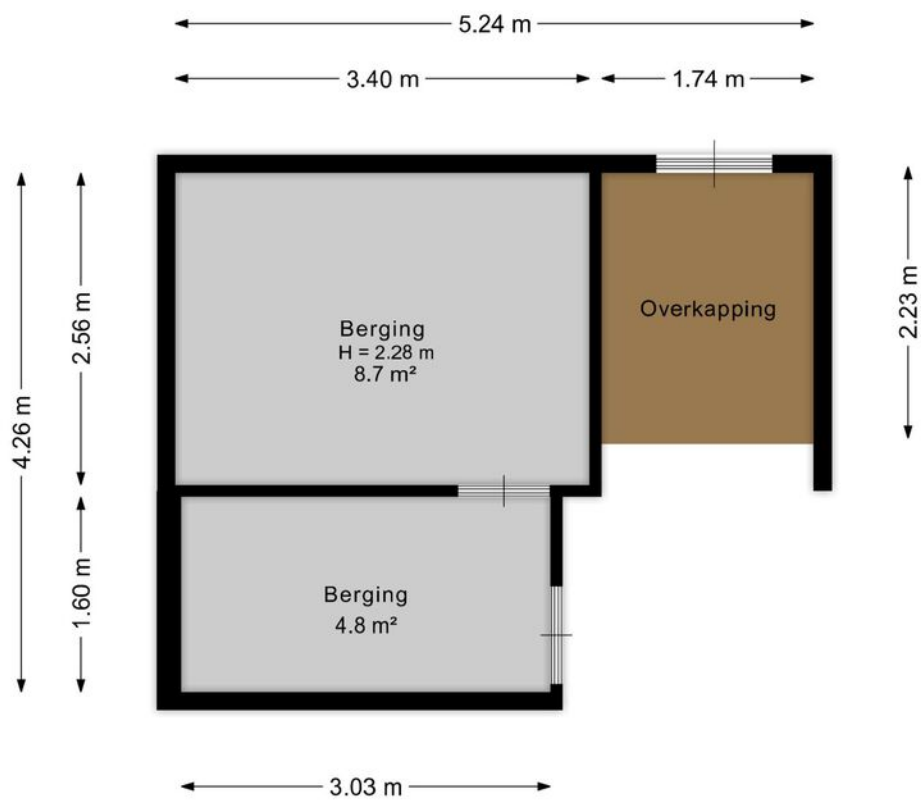 5.24 m
3.40 m
1.74 m
4.26 m
2.56 m
2.23 m
Overkapping
Berging
H = 2.28 m
8.7 m²
1.60 m
Berging
4.8 m²
3.03 m